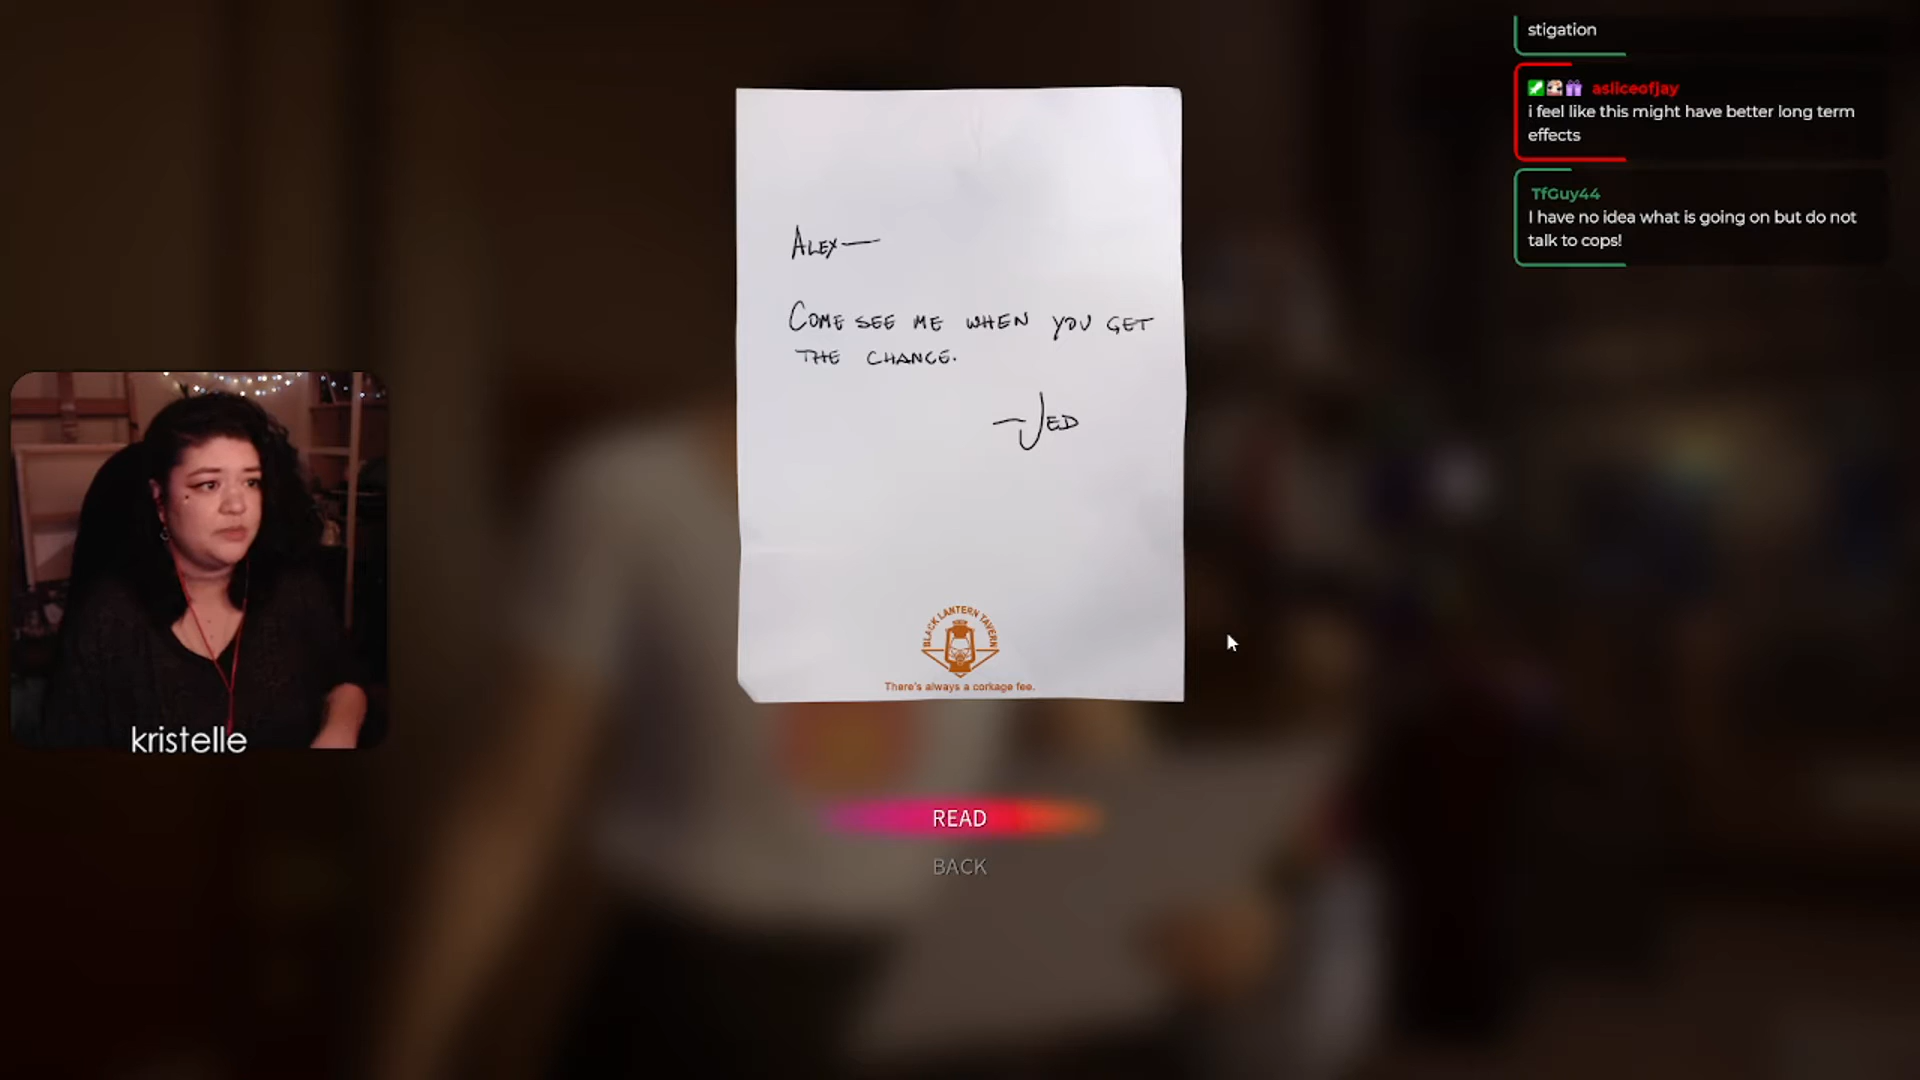 stigation
asliceofjay
i feel like this might have better long term
effects
TfGuy44
I have no idea what is going on but do not
talk to cops!
ALEX—
COME SEE ME WHEN YOU GET
THE CHANCE.
—JED
BLACK LANTERN TAVERN
There's always a corkage fee.
kristelle
READ
BACK